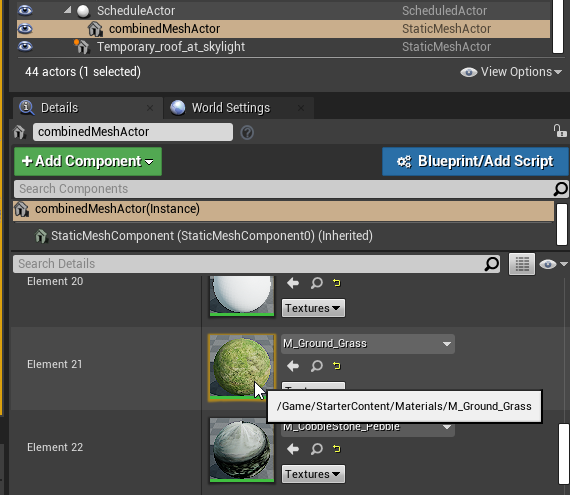 ScheduleActor ScheduledActor
combinedMeshActor StaticMeshActor
Temporary_roof_at_skylight StaticMeshActor
44 actors (1 selected) View Options
Details World Settings
combinedMeshActor
+Add Component Blueprint/Add Script
Search Components
combinedMeshActor(Instance)
StaticMeshComponent (StaticMeshComponent0) (Inherited)
Search Details
Element 20
Textures
M_Ground_Grass
Element 21
/Game/StarterContent/Materials/M_Ground_Grass
M_CobbleStone_Pebble
Element 22
Textures